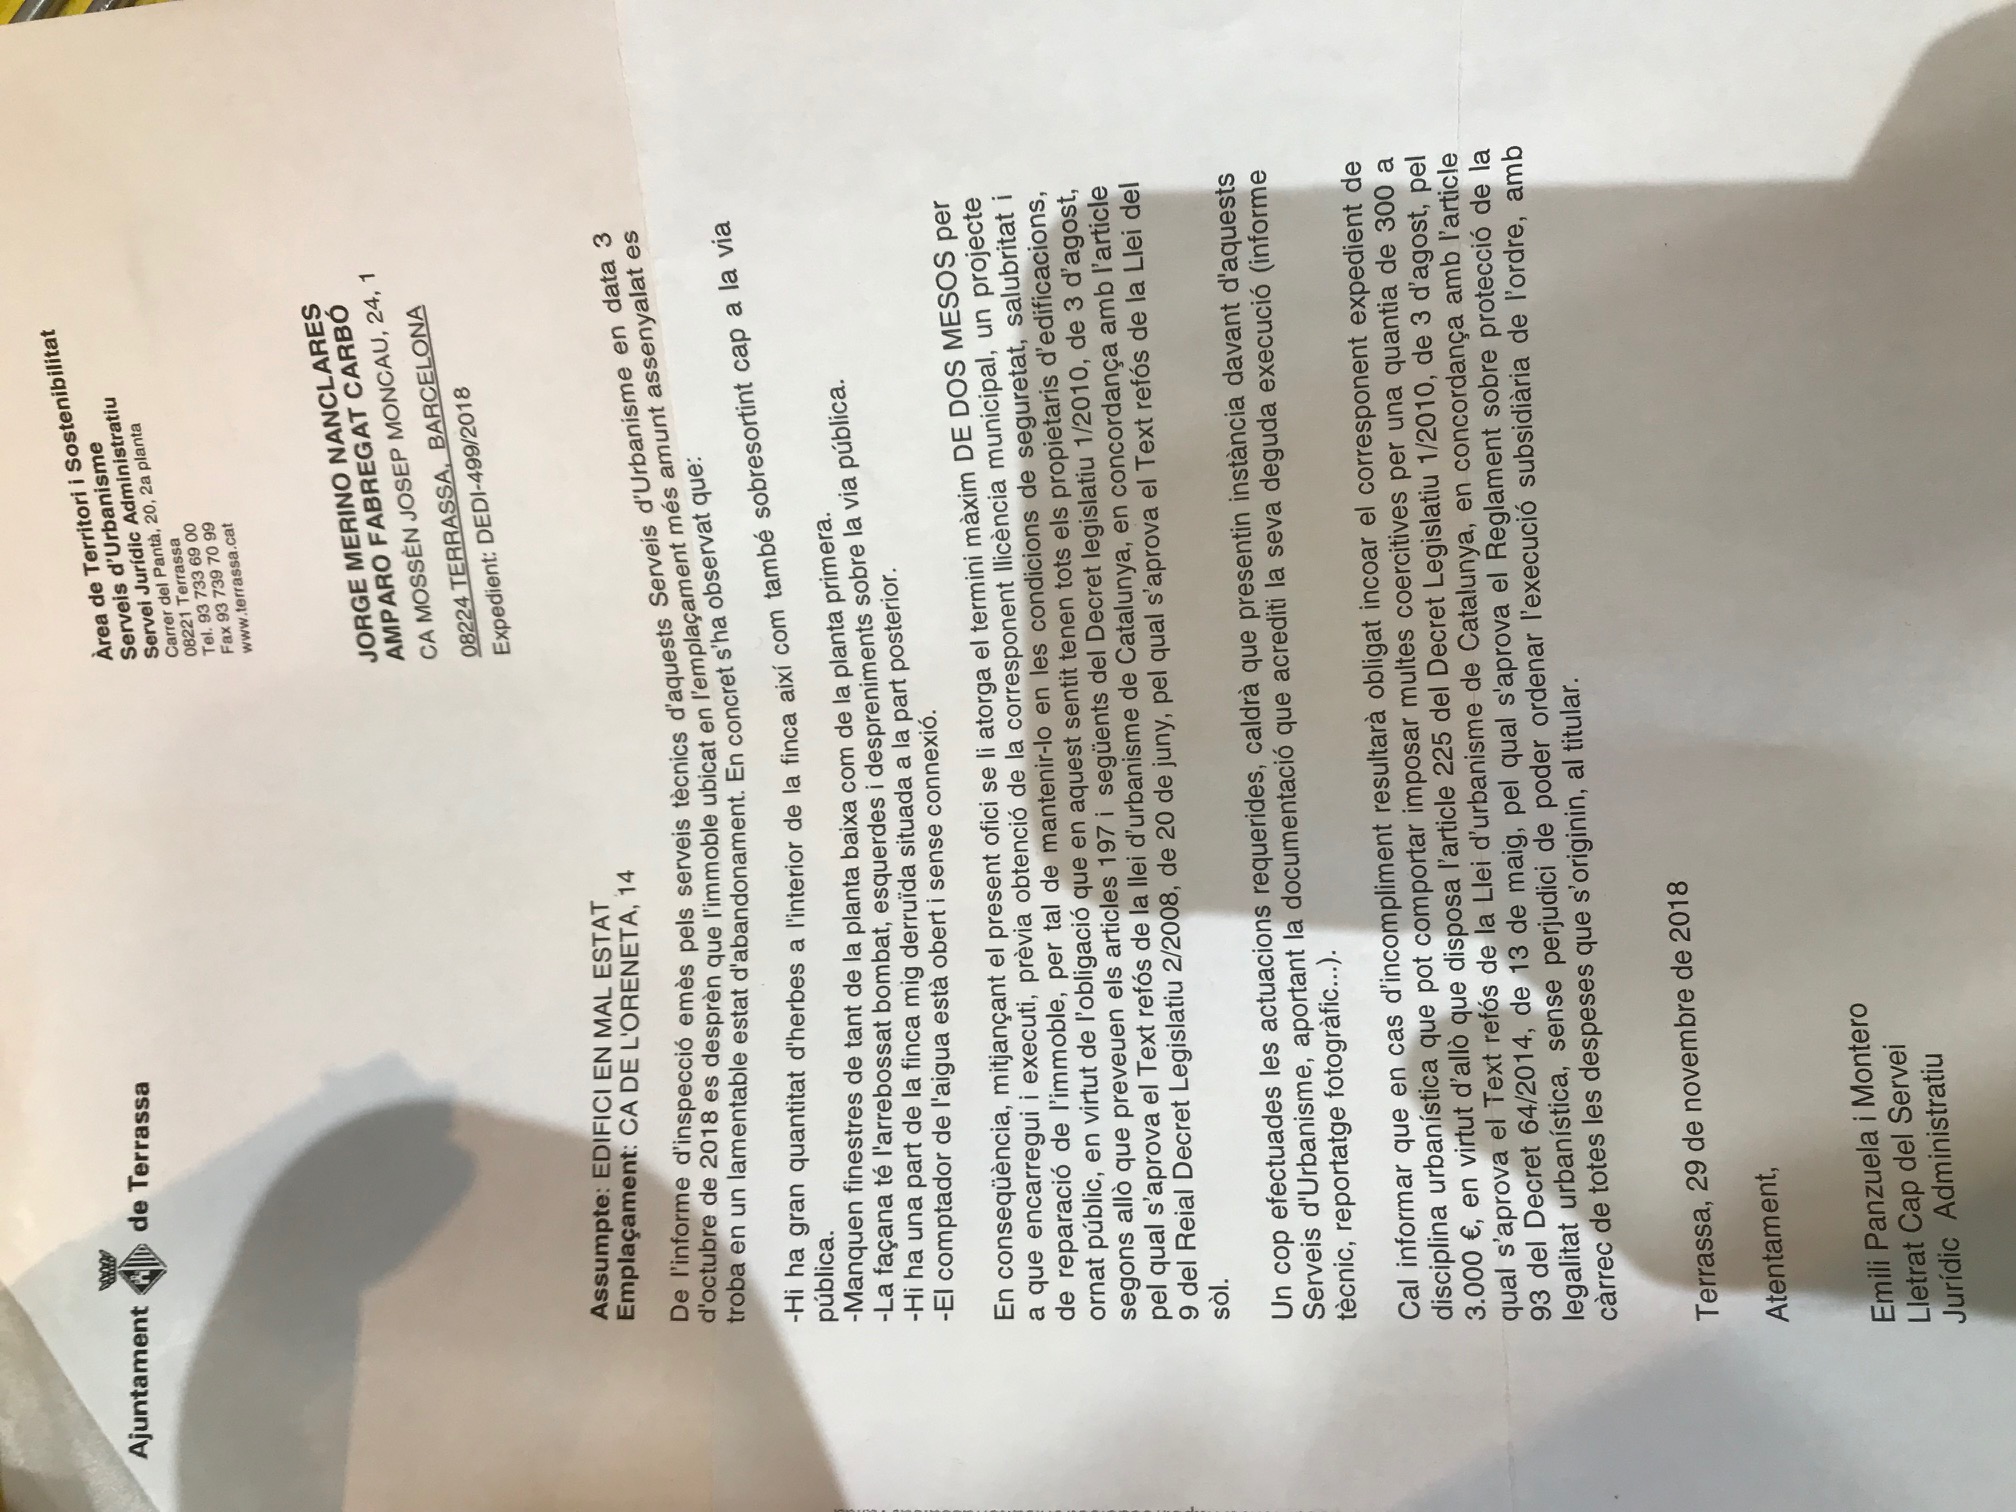 Ajuntament de Terrassa
Àrea de Territori i Sostenibilitat
Serveis d'Urbanisme
Servei Jurídic Administratiu
Carrer del Pantà, 20, 2a planta
08221 Terrassa
Tel. 93 733 69 00
Fax 93 739 70 99
www.terrassa.cat
JORGE MERINO NANCLARES
AMPARO FABREGAT CARBÓ
CA MOSSÈN JOSEP MONCAU, 24, 1
08224 TERRASSA, BARCELONA
Expedient: DEDI-499/2018
Assumpte: EDIFICI EN MAL ESTAT
Emplaçament: CA DE L'ORENETA, 14
De l'informe d'inspecció emès pels serveis tècnics d'aquests Serveis d'Urbanisme en data 3
d'octubre de 2018 es desprèn que l'immoble ubicat en l'emplaçament més amunt assenyalat es
troba en un lamentable estat d'abandonament. En concret s'ha observat que:
-Hi ha gran quantitat d'herbes a l'interior de la finca així com també sobresortint cap a la via
pública.
-Manquen finestres de tant de la planta baixa com de la planta primera.
-La façana té l'arrebossat bombat, esquerdes i despreniments sobre la via pública.
-Hi ha una part de la finca mig derruïda situada a la part posterior.
-El comptador de l'aigua està obert i sense connexió.
En conseqüència, mitjançant el present ofici se li atorga el termini màxim DE DOS MESOS per
a que encarregui i executi, prèvia obtenció de la corresponent llicència municipal, un projecte
de reparació de l'immoble, per tal de mantenir-lo en les condicions de seguretat, salubritat i
ornat públic, en virtut de l'obligació que en aquest sentit tenen tots els propietaris d'edificacions,
segons allò que preveuen els articles 197 i següents del Decret legislatiu 1/2010, de 3 d'agost,
pel qual s'aprova el Text refós de la llei d'urbanisme de Catalunya, en concordança amb l'article
9 del Reial Decret Legislatiu 2/2008, de 20 de juny, pel qual s'aprova el Text refós de la Llei del
sòl.
Un cop efectuades les actuacions requerides, caldrà que presentin instància davant d'aquests
Serveis d'Urbanisme, aportant la documentació que acrediti la seva deguda execució (informe
tècnic, reportatge fotogràfic...).
Cal informar que en cas d'incompliment resultarà obligat incoar el corresponent expedient de
disciplina urbanística que pot comportar imposar multes coercitives per una quantia de 300 a
3.000 €, en virtut d'allò que disposa l'article 225 del Decret Legislatiu 1/2010, de 3 d'agost, pel
qual s'aprova el Text refós de la Llei d'urbanisme de Catalunya, en concordança amb l'article
93 del Decret 64/2014, de 13 de maig, pel qual s'aprova el Reglament sobre protecció de la
legalitat urbanística, sense perjudici de poder ordenar l'execució subsidiària de l'ordre, amb
càrrec de totes les despeses que s'originin, al titular.
Terrassa, 29 de novembre de 2018
Atentament,
Emili Panzuela i Montero
Lletrat Cap del Servei
Jurídic Administratiu